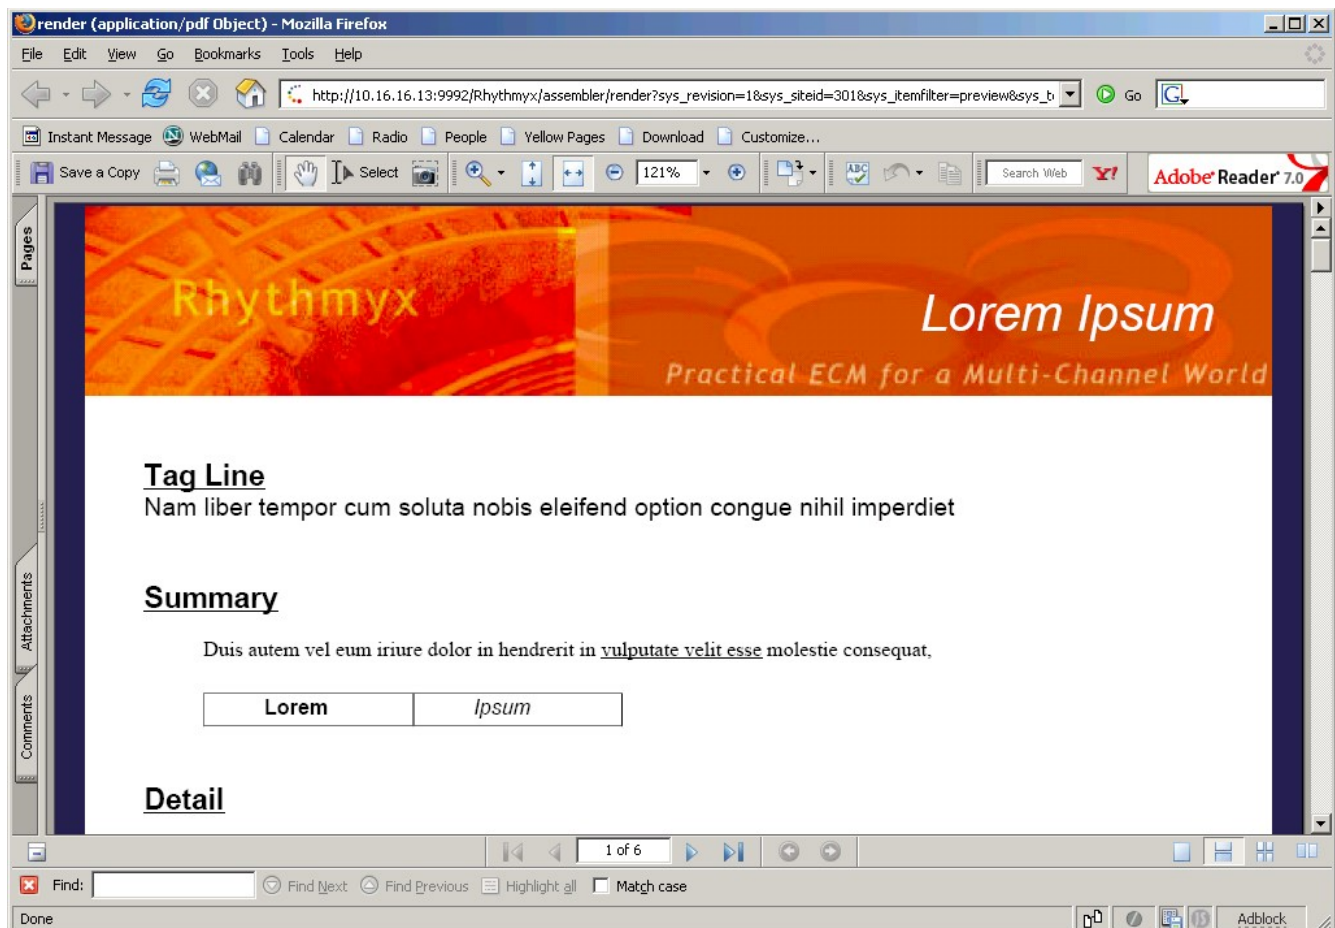 render (application/pdf Object) - Mozilla Firefox
File Edit View Go Bookmarks Tools Help
http://10.16.16.13:9992/Rhythmyx/assembler/render?sys_revision=1&sys_siteid=301&sys_itemfilter=preview&sys_t Go G
Instant Message WebMail Calendar Radio People Yellow Pages Download Customize...
Save a Copy Select 121% ABC Search Web Y! Adobe Reader 7.0
Pages
Rhythmyx
Lorem Ipsum
Practical ECM for a Multi-Channel World
Tag Line
Nam liber tempor cum soluta nobis eleifend option congue nihil imperdiet
Attachments
Summary
Duis autem vel eum iriure dolor in hendrerit in vulputate velit esse molestie consequat,
Comments
Lorem Ipsum
Detail
1 of 6
Find: Find Next Find Previous Highlight all Match case
Done Adblock